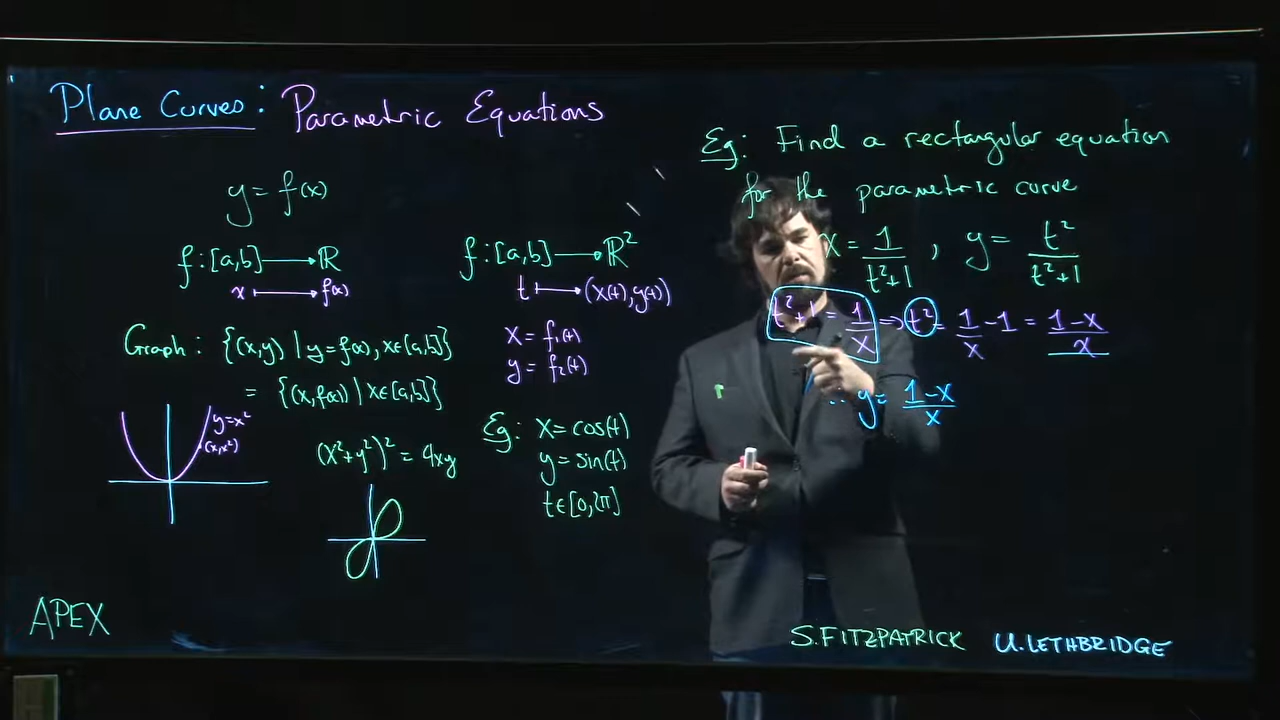 Plane Curves: Parametric Equations
y = f(x)
f: [a,b] → ℝ
x ↦ f(x)
Graph: {(x,y) | y=f(x), x∈[a,b]}
= {(x,f(x)) | x∈[a,b]}
y=x²
(x,x²)
(x²+y²)² = 4xy
f: [a,b] → ℝ²
t ↦ (x(t), y(t))
x = f₁(t)
y = f₂(t)
Eg: x = cos(t)
y = sin(t)
t∈[0,2π]
Eg: Find a rectangular equation
for the parametric curve
x = 1/(t²+1) , y = t²/(t²+1)
t²+1 = 1/x ⇒ t² = 1/x - 1 = (1-x)/x
∴ y = (1-x)/x
APEX
S. FITZPATRICK U. LETHBRIDGE